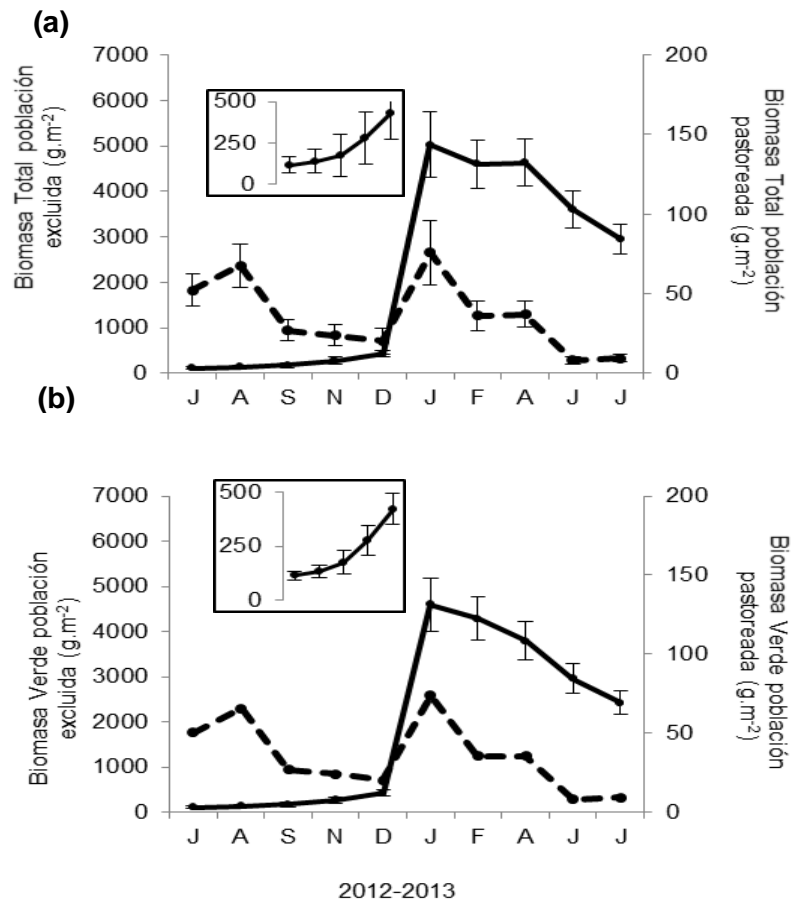 (a)
Biomasa Total población
excluida (g.m-2)
7000
6000
5000
4000
3000
2000
1000
0
500
250
0
200
150
100
50
0
Biomasa Total población
pastoreada (g.m-2)
J A S N D J F A J J
(b)
Biomasa Verde población
excluida (g.m-2)
7000
6000
5000
4000
3000
2000
1000
0
500
250
0
200
150
100
50
0
Biomasa Verde población
pastoreada (g.m-2)
J A S N D J F A J J
2012-2013